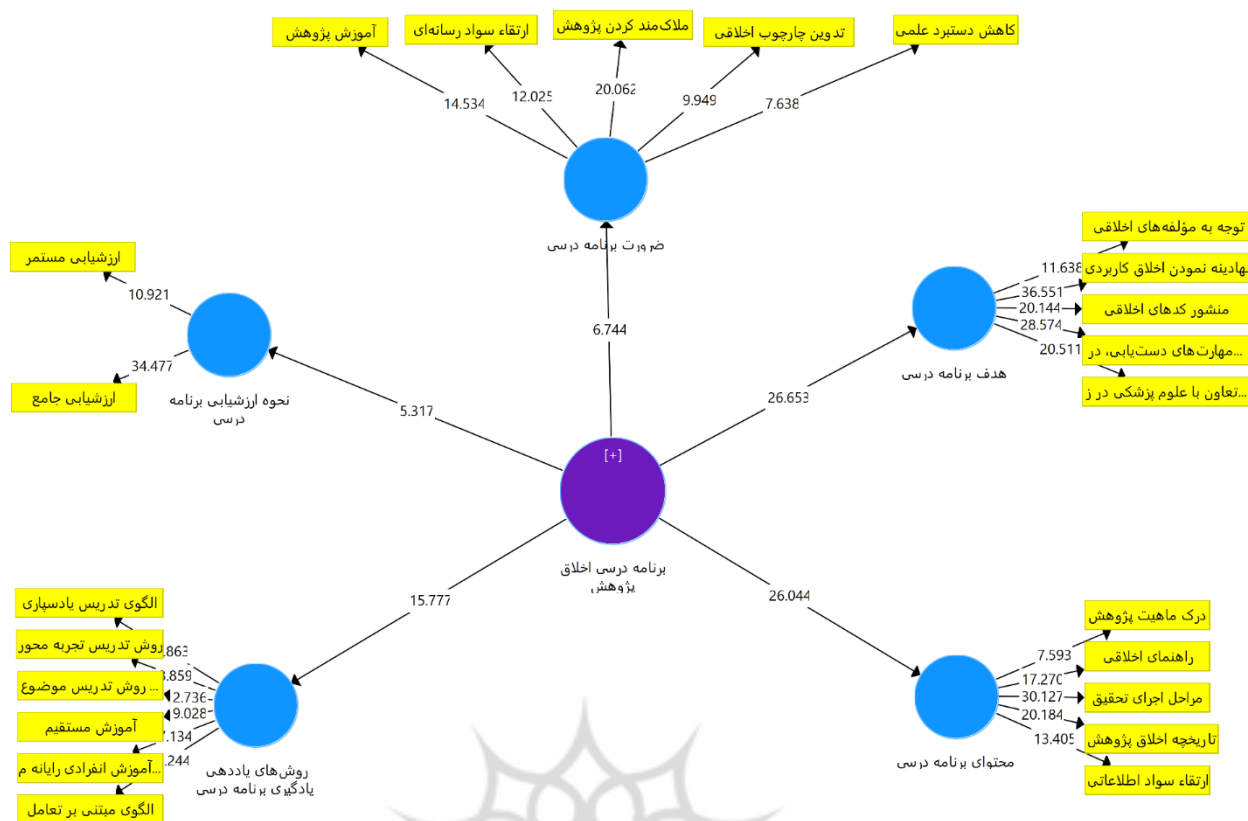 آموزش پژوهش
ارتقاء سواد رسانه‌ای
ملاک‌مند کردن پژوهش
تدوین چارچوب اخلاقی
کاهش دستبرد علمی
14.534
12.025
20.062
9.949
7.638
ضرورت برنامه درسی
6.744
ارزشیابی مستمر
10.921
34.477
ارزشیابی جامع
نحوه ارزشیابی برنامه
درسی
5.317
توجه به مؤلفه‌های اخلاقی
نهادینه نمودن اخلاق کاربردی
منشور کدهای اخلاقی
مهارت‌های دست‌یابی، در...
تعاون با علوم پزشکی در ز...
11.638
36.551
20.144
28.574
20.511
هدف برنامه درسی
26.653
[+]
برنامه درسی اخلاق
پژوهش
15.777
26.044
الگوی تدریس یادسپاری
روش تدریس تجربه محور
روش تدریس موضوع ...
آموزش مستقیم
آموزش انفرادی رایانه م...
الگوی مبتنی بر تعامل
.863
.859
2.736
9.028
.134
.244
روش‌های یاددهی
یادگیری برنامه درسی
درک ماهیت پژوهش
راهنمای اخلاقی
مراحل اجرای تحقیق
تاریخچه اخلاق پژوهش
ارتقاء سواد اطلاعاتی
7.593
17.270
30.127
20.184
13.405
محتوای برنامه درسی